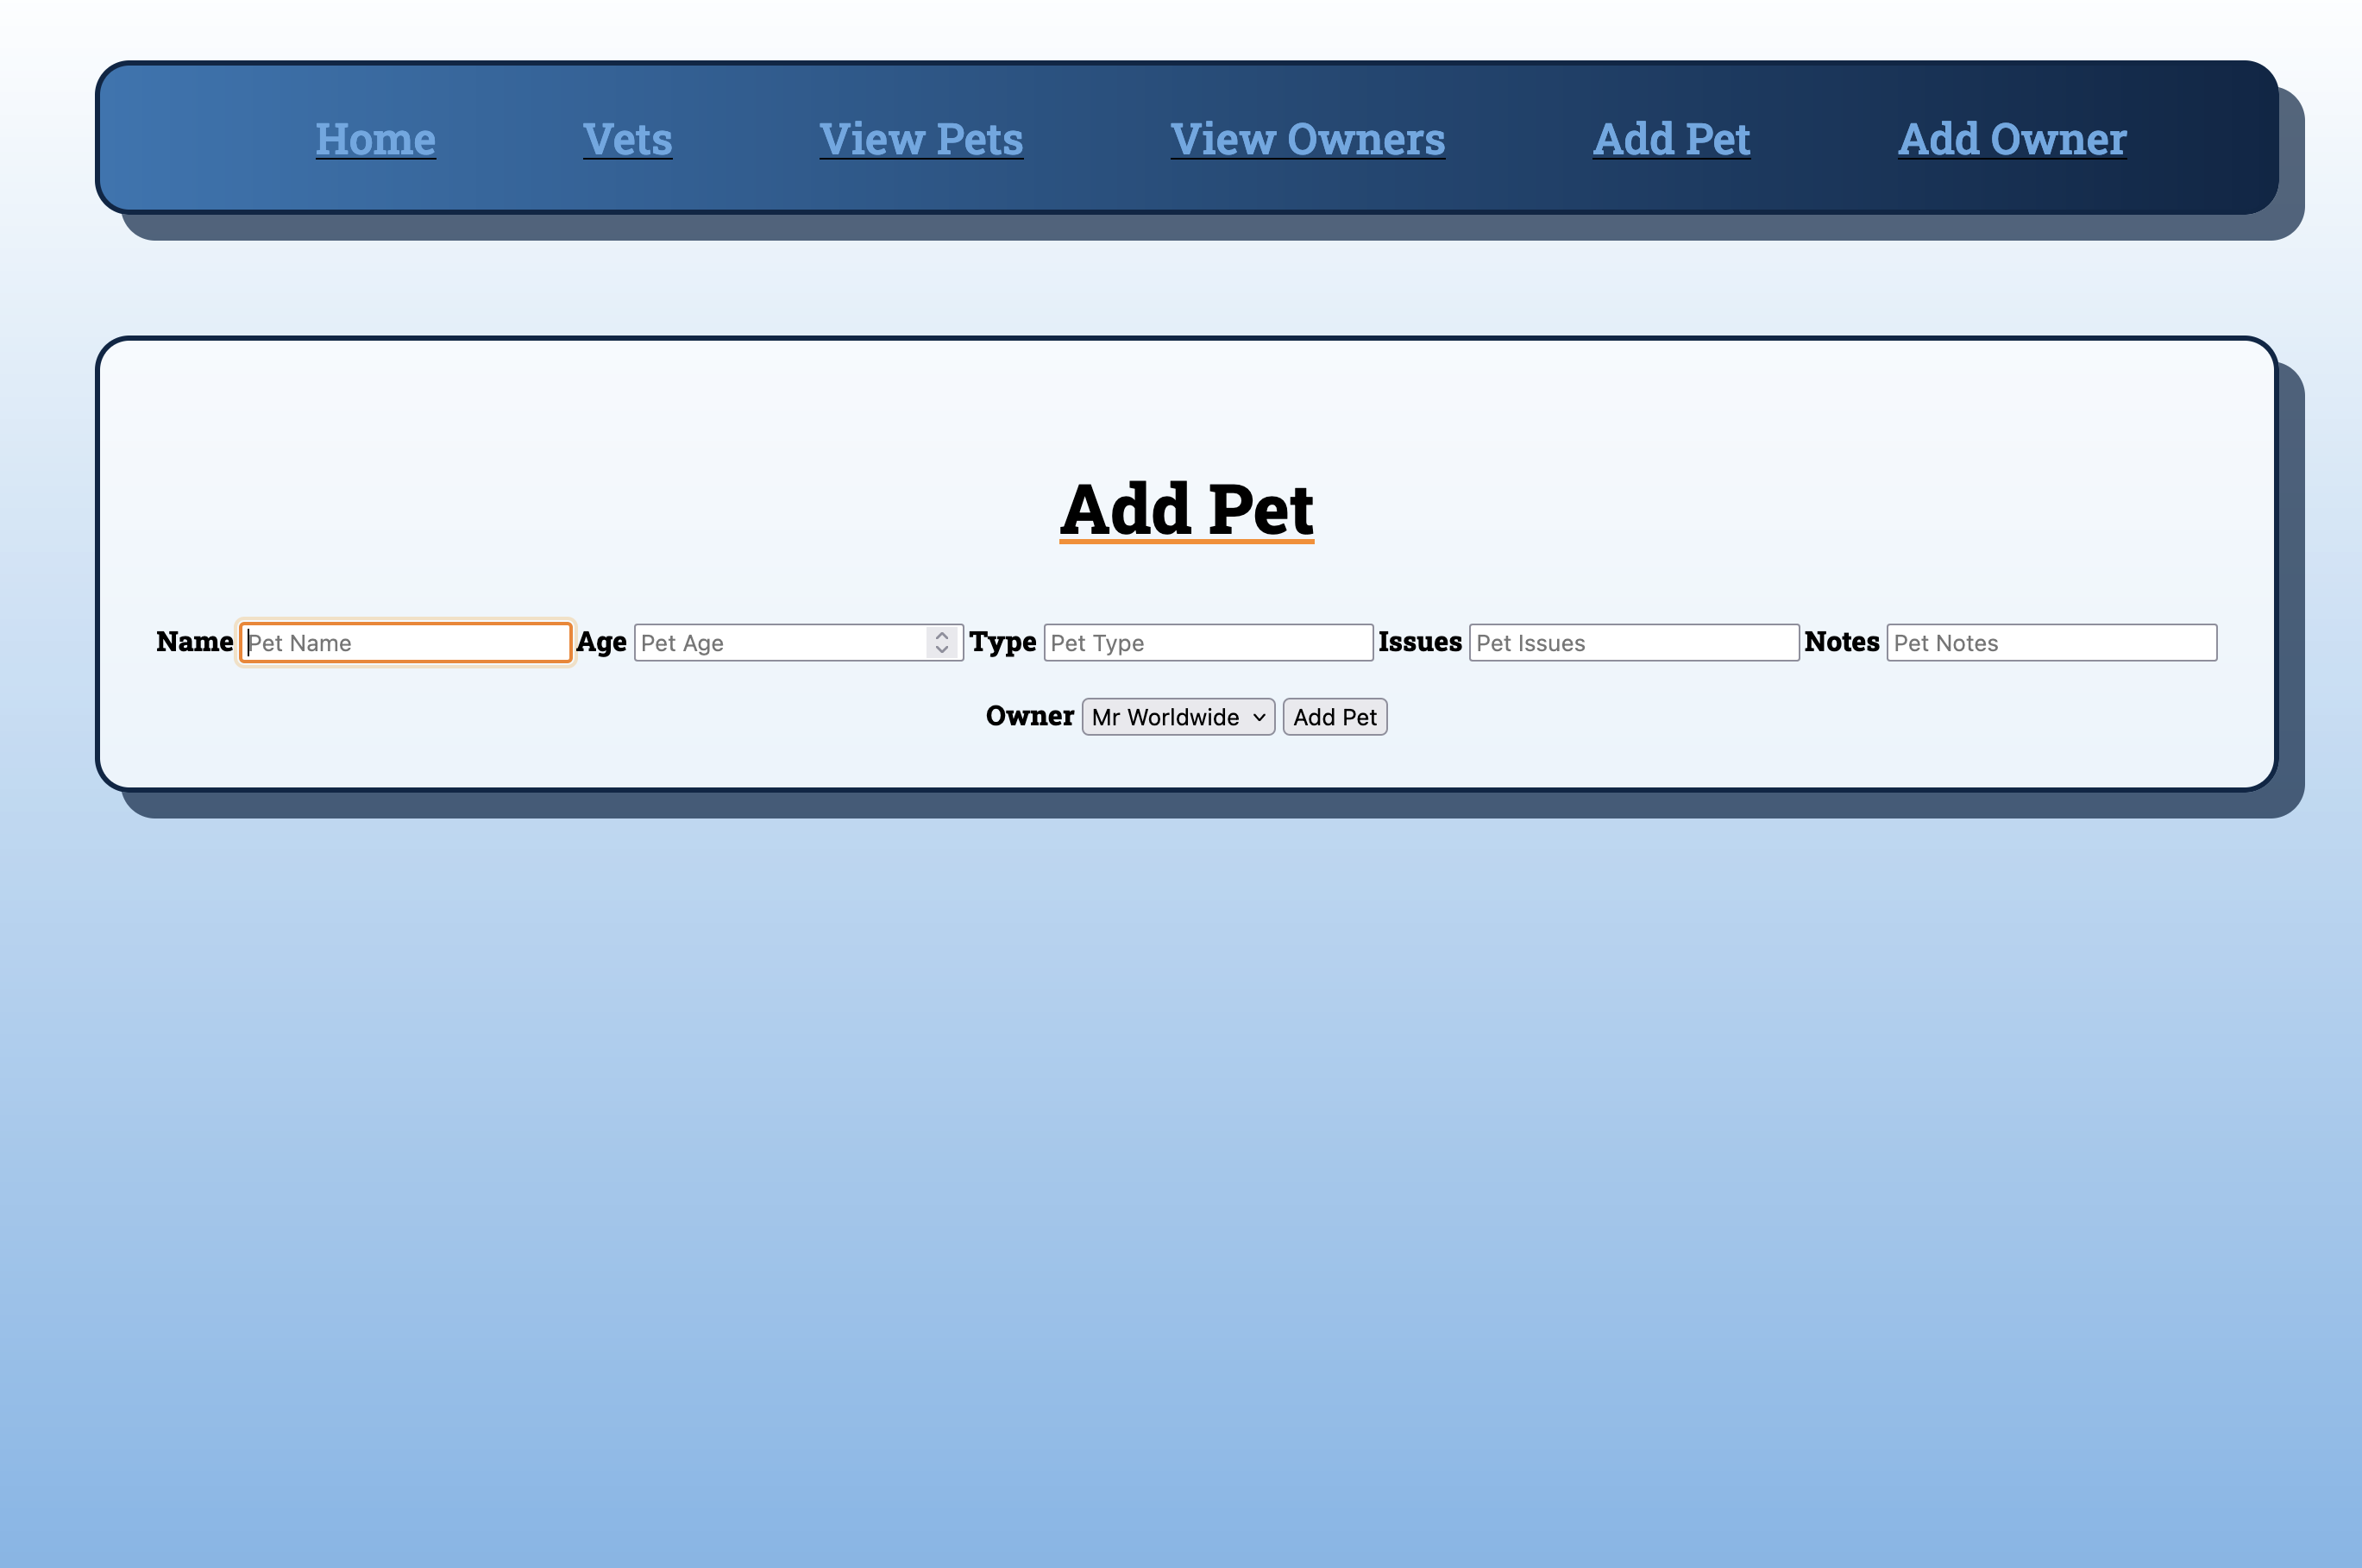 Home Vets View Pets View Owners Add Pet Add Owner
Add Pet
Name Pet Name Age Pet Age Type Pet Type Issues Pet Issues Notes Pet Notes
Owner Mr Worldwide Add Pet